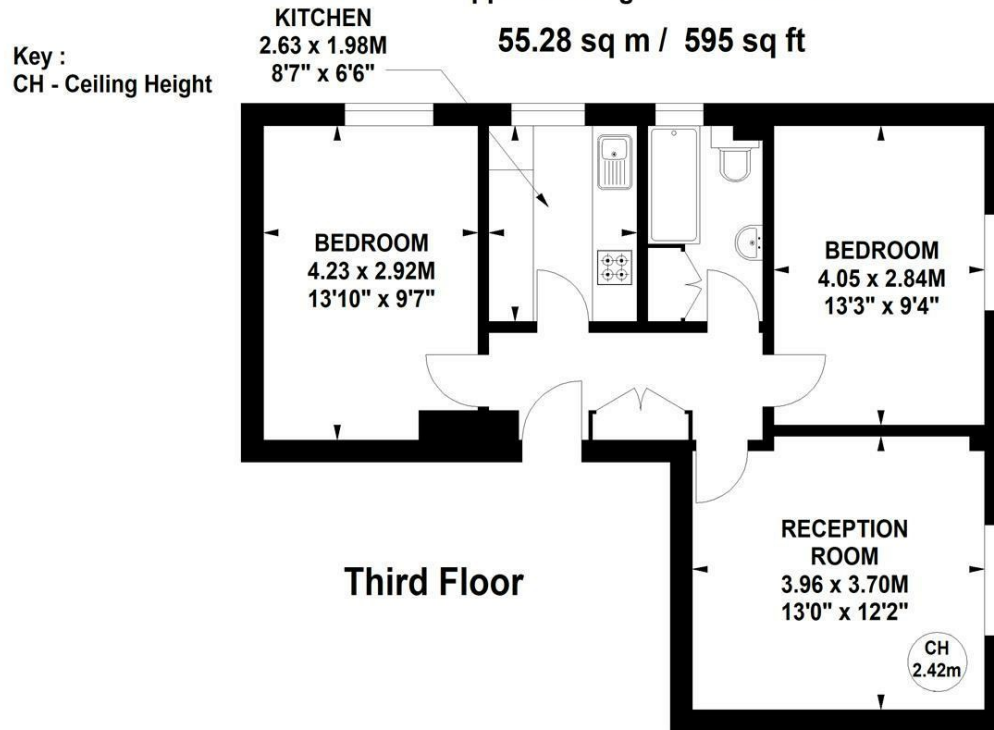 KITCHEN
2.63 x 1.98M
8'7" x 6'6"
55.28 sq m / 595 sq ft
Key :
CH - Ceiling Height
BEDROOM
4.23 x 2.92M
13'10" x 9'7"
BEDROOM
4.05 x 2.84M
13'3" x 9'4"
RECEPTION
ROOM
3.96 x 3.70M
13'0" x 12'2"
CH
2.42m
Third Floor